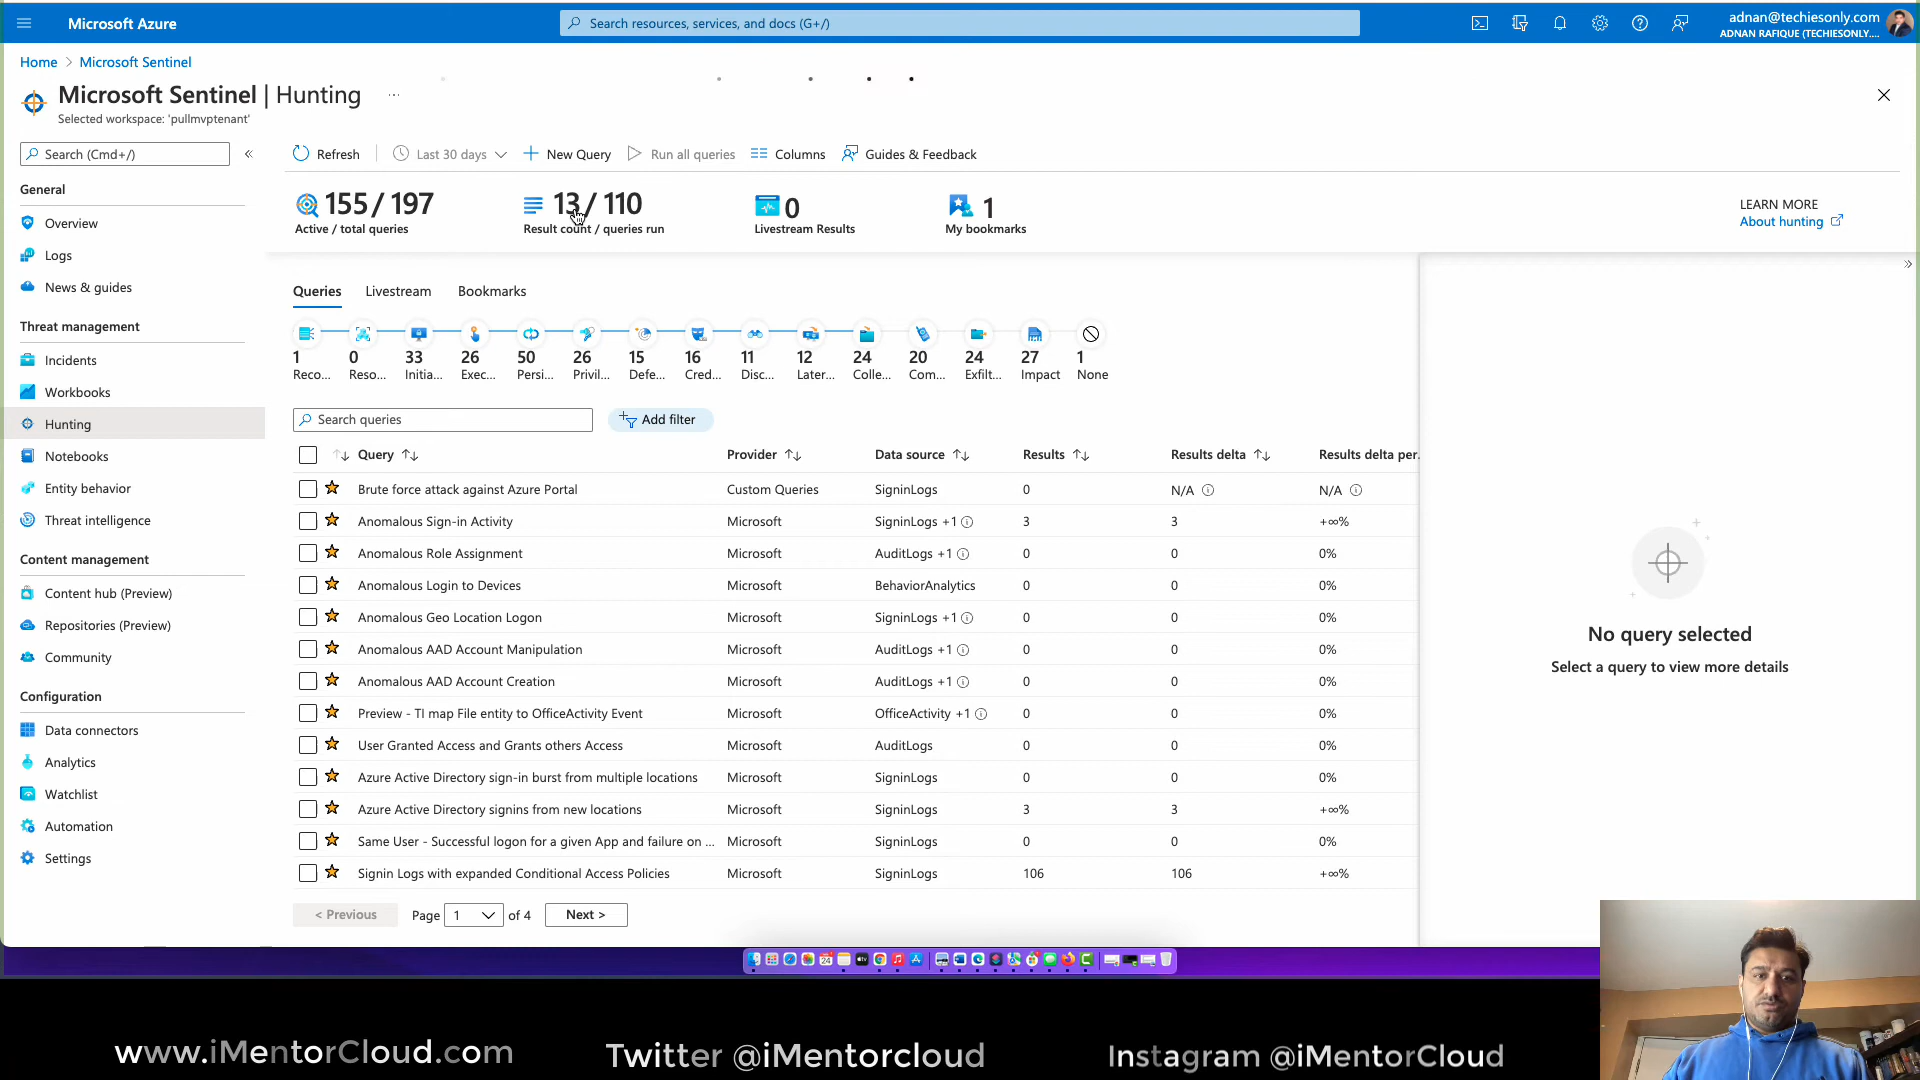 Microsoft Azure
Search resources, services, and docs (G+/)
adnan@techiesonly.com
ADNAN RAFIQUE (TECHIESONLY....
Home > Microsoft Sentinel
Microsoft Sentinel | Hunting ...
Selected workspace: 'pullmvptenant'
Search (Cmd+/)
«
Refresh
Last 30 days
New Query
Run all queries
Columns
Guides & Feedback
General
Overview
Logs
News & guides
Threat management
Incidents
Workbooks
Hunting
Notebooks
Entity behavior
Threat intelligence
Content management
Content hub (Preview)
Repositories (Preview)
Community
Configuration
Data connectors
Analytics
Watchlist
Automation
Settings
155 / 197
Active / total queries
13 / 110
Result count / queries run
0
Livestream Results
1
My bookmarks
LEARN MORE
About hunting
Queries Livestream Bookmarks
1 0 33 26 50 26 15 16 11 12 24 20 24 27 1
Reco... Reso... Initia... Exec... Persi... Privil... Defe... Cred... Disc... Later... Colle... Com... Exfilt... Impact None
Search queries
Add filter
Query Provider Data source Results Results delta Results delta per.
Brute force attack against Azure Portal Custom Queries SigninLogs 0 N/A N/A
Anomalous Sign-in Activity Microsoft SigninLogs +1 3 3 +∞%
Anomalous Role Assignment Microsoft AuditLogs +1 0 0 0%
Anomalous Login to Devices Microsoft BehaviorAnalytics 0 0 0%
Anomalous Geo Location Logon Microsoft SigninLogs +1 0 0 0%
Anomalous AAD Account Manipulation Microsoft AuditLogs +1 0 0 0%
Anomalous AAD Account Creation Microsoft AuditLogs +1 0 0 0%
Preview - TI map File entity to OfficeActivity Event Microsoft OfficeActivity +1 0 0 0%
User Granted Access and Grants others Access Microsoft AuditLogs 0 0 0%
Azure Active Directory sign-in burst from multiple locations Microsoft SigninLogs 0 0 0%
Azure Active Directory signins from new locations Microsoft SigninLogs 3 3 +∞%
Same User - Successful logon for a given App and failure on ... Microsoft SigninLogs 0 0 0%
Signin Logs with expanded Conditional Access Policies Microsoft SigninLogs 106 106 +∞%
< Previous Page 1 of 4 Next >
»
No query selected
Select a query to view more details
www.iMentorCloud.com
Twitter @iMentorcloud
Instagram @iMentorCloud